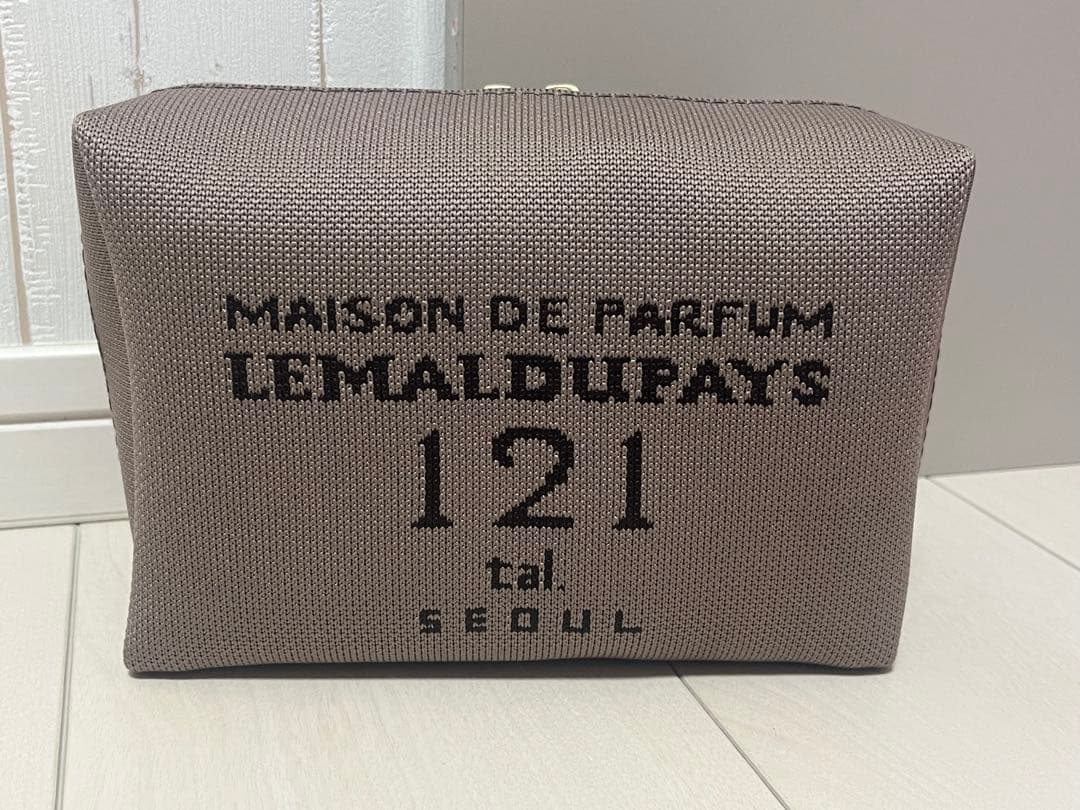 MAISON DE PARFUM
LEMALDUPAYS
121
tal.
SEOUL